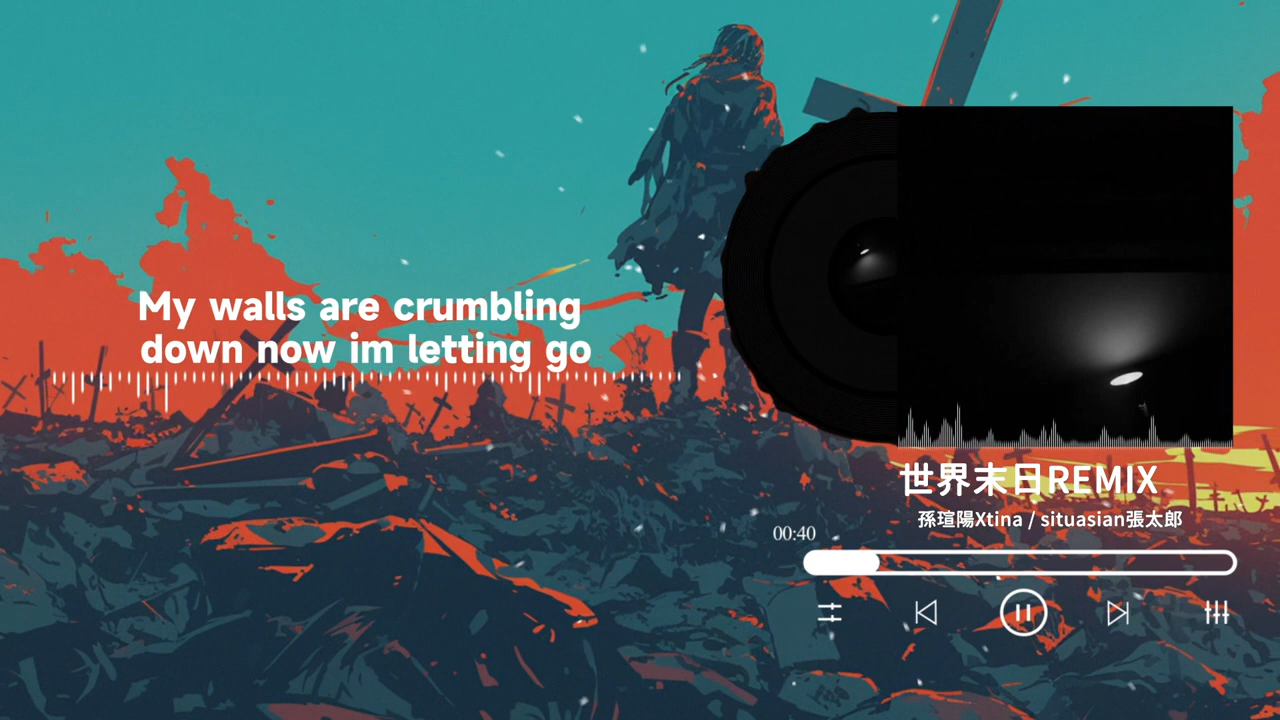 My walls are crumbling
down now im letting go
世界末日REMIX
孫瑄陽Xtina / situasian張太郎
00:40